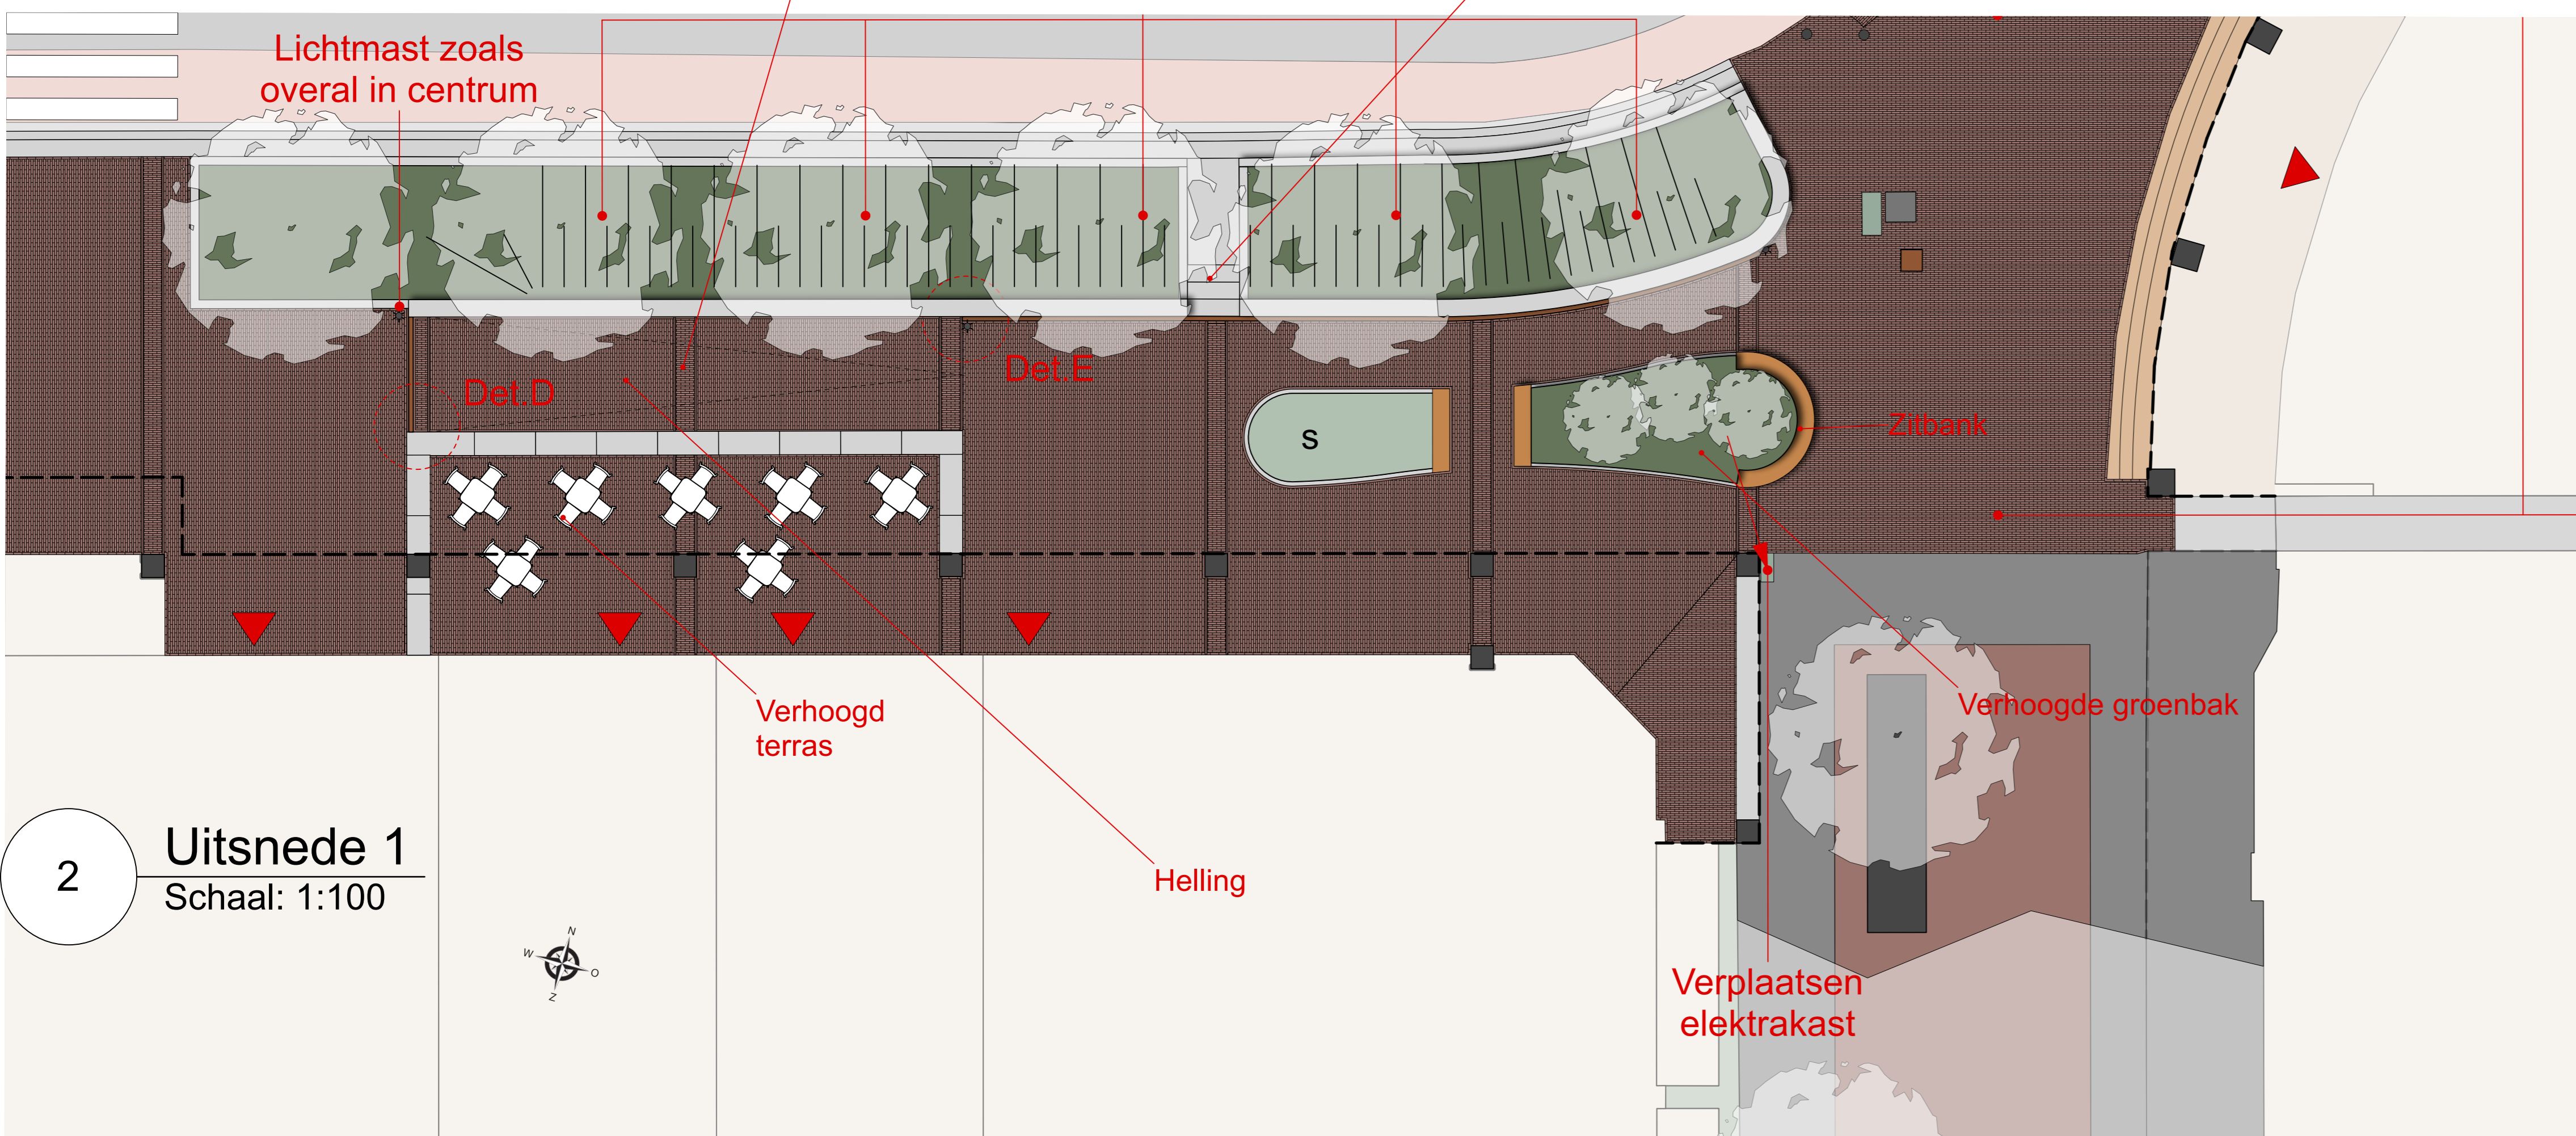 Lichtmast zoals
overal in centrum
Det.E
Det.D
Zitbank
s
Verhoogd
terras
Verhoogde groenbak
Helling
2
Uitsnede 1
Schaal: 1:100
N
W
O
Z
Verplaatsen
elektrakast